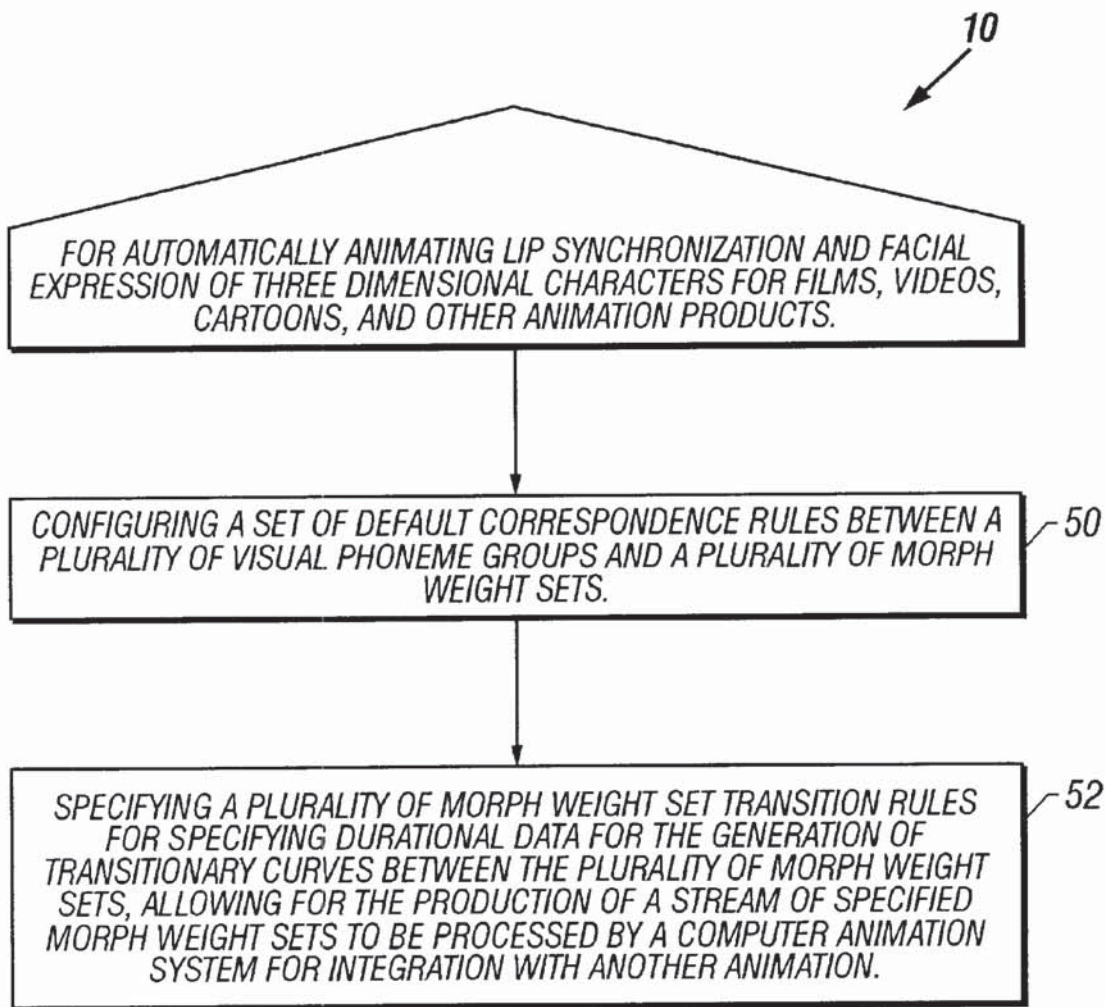 10
FOR AUTOMATICALLY ANIMATING LIP SYNCHRONIZATION AND FACIAL
EXPRESSION OF THREE DIMENSIONAL CHARACTERS FOR FILMS, VIDEOS,
CARTOONS, AND OTHER ANIMATION PRODUCTS.
CONFIGURING A SET OF DEFAULT CORRESPONDENCE RULES BETWEEN A
PLURALITY OF VISUAL PHONEME GROUPS AND A PLURALITY OF MORPH
WEIGHT SETS.
50
SPECIFYING A PLURALITY OF MORPH WEIGHT SET TRANSITION RULES
FOR SPECIFYING DURATIONAL DATA FOR THE GENERATION OF
TRANSITIONARY CURVES BETWEEN THE PLURALITY OF MORPH WEIGHT
SETS, ALLOWING FOR THE PRODUCTION OF A STREAM OF SPECIFIED
MORPH WEIGHT SETS TO BE PROCESSED BY A COMPUTER ANIMATION
SYSTEM FOR INTEGRATION WITH ANOTHER ANIMATION.
52